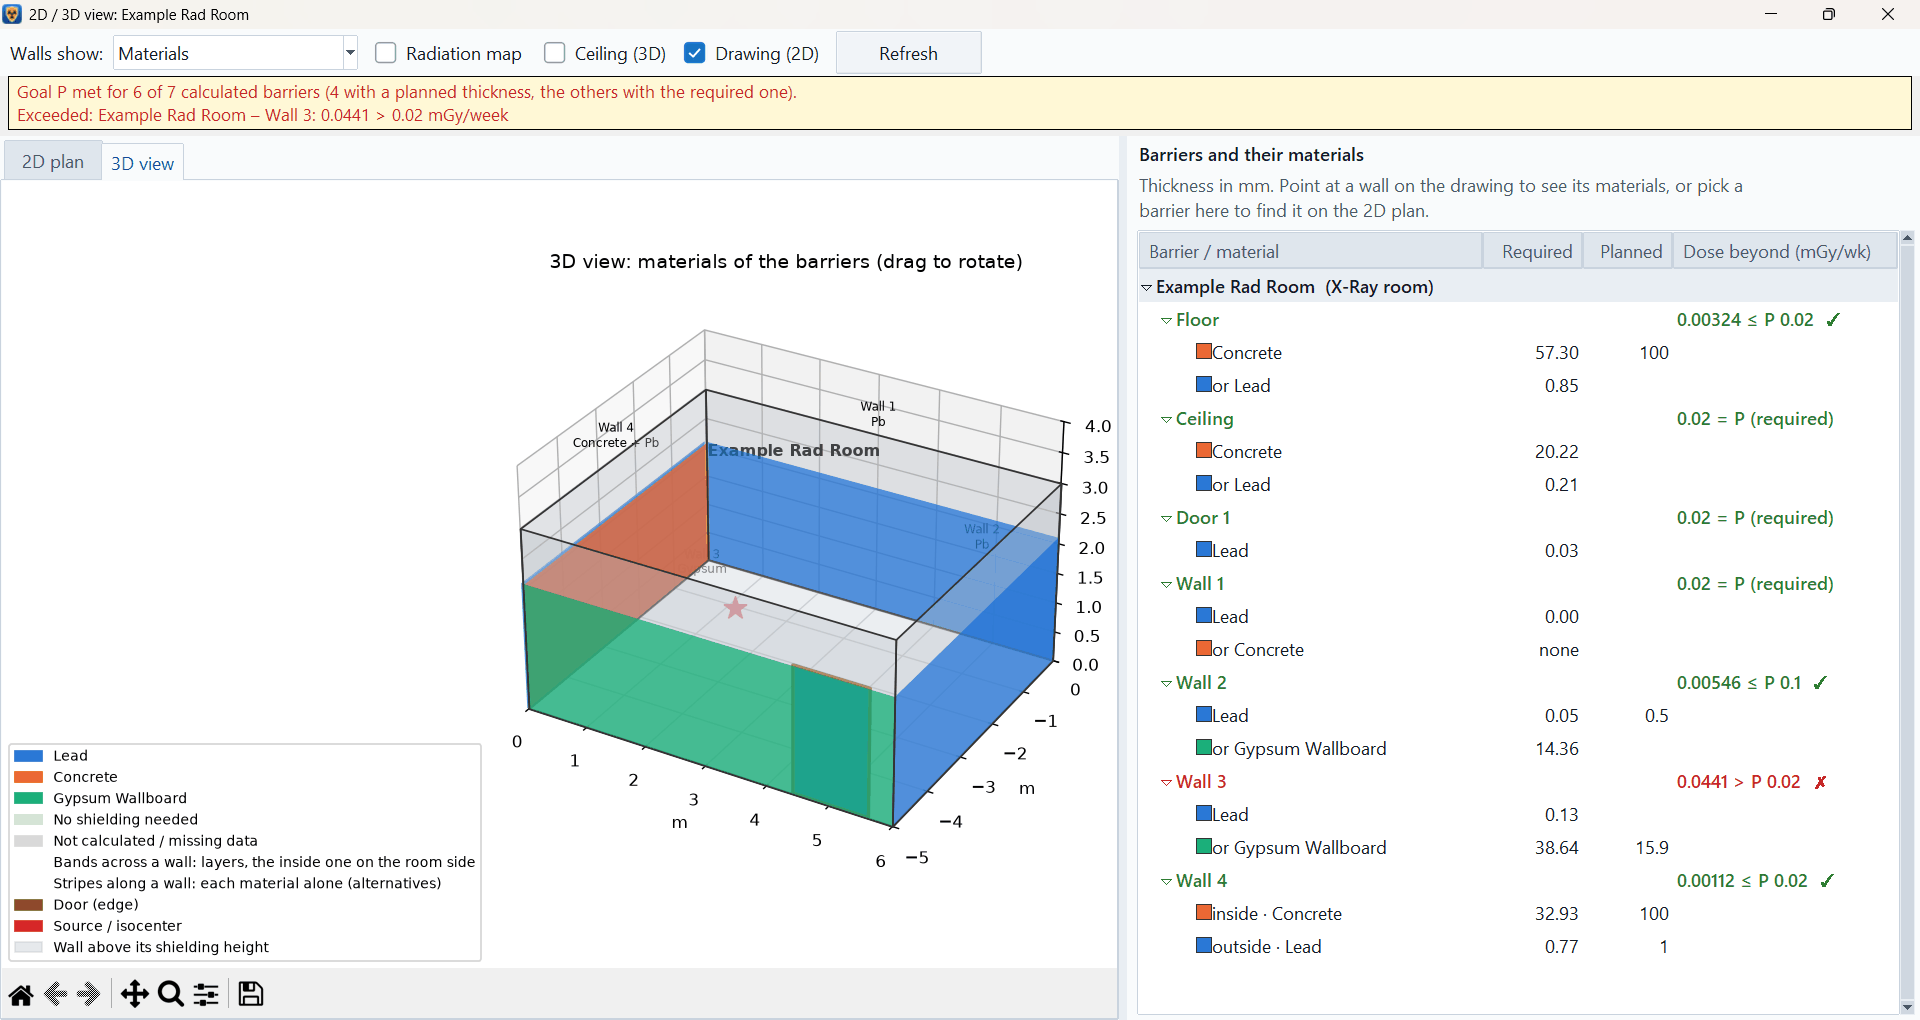 2D / 3D view: Example Rad Room
Walls show: Materials Radiation map Ceiling (3D) Drawing (2D) Refresh
Goal P met for 6 of 7 calculated barriers (4 with a planned thickness, the others with the required one).
Exceeded: Example Rad Room – Wall 3: 0.0441 > 0.02 mGy/week
2D plan 3D view
3D view: materials of the barriers (drag to rotate)
Wall 1
Pb
Wall 4
Concrete + Pb
Example Rad Room
Wall 2
Pb
3
sum
4.0
3.5
3.0
2.5
2.0
1.5
1.0
0.5
0.0
0
−1
−2
−3
−4
−5
m
0
1
2
3
4
5
6
m
Lead
Concrete
Gypsum Wallboard
No shielding needed
Not calculated / missing data
Bands across a wall: layers, the inside one on the room side
Stripes along a wall: each material alone (alternatives)
Door (edge)
Source / isocenter
Wall above its shielding height
Barriers and their materials
Thickness in mm. Point at a wall on the drawing to see its materials, or pick a
barrier here to find it on the 2D plan.
Barrier / material Required Planned Dose beyond (mGy/wk)
Example Rad Room (X-Ray room)
Floor 0.00324 ≤ P 0.02 ✓
Concrete 57.30 100
or Lead 0.85
Ceiling 0.02 = P (required)
Concrete 20.22
or Lead 0.21
Door 1 0.02 = P (required)
Lead 0.03
Wall 1 0.02 = P (required)
Lead 0.00
or Concrete none
Wall 2 0.00546 ≤ P 0.1 ✓
Lead 0.05 0.5
or Gypsum Wallboard 14.36
Wall 3 0.0441 > P 0.02 ✗
Lead 0.13
or Gypsum Wallboard 38.64 15.9
Wall 4 0.00112 ≤ P 0.02 ✓
inside · Concrete 32.93 100
outside · Lead 0.77 1